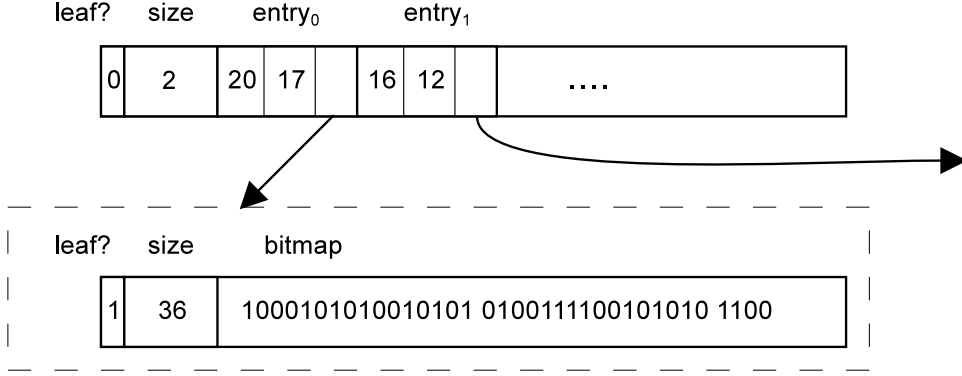 leaf? size entry₀ entry₁
0 2 20 17 16 12 ....
leaf? size bitmap
1 36 1000101010010101 0100111100101010 1100